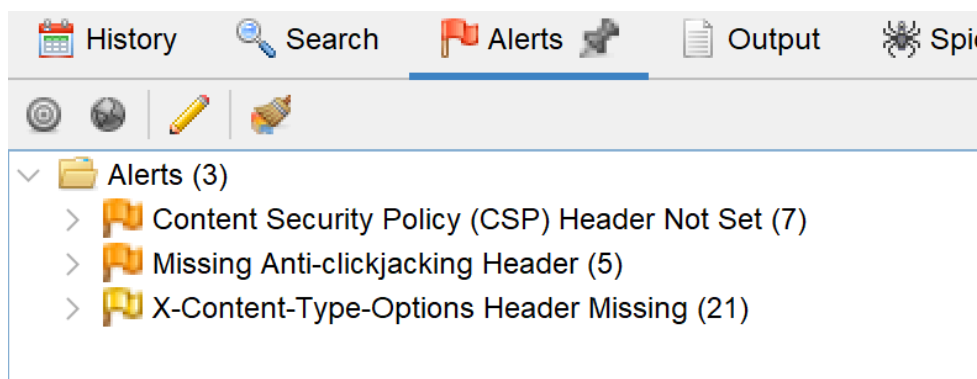 History Search Alerts Output
Alerts (3)
Content Security Policy (CSP) Header Not Set (7)
Missing Anti-clickjacking Header (5)
X-Content-Type-Options Header Missing (21)